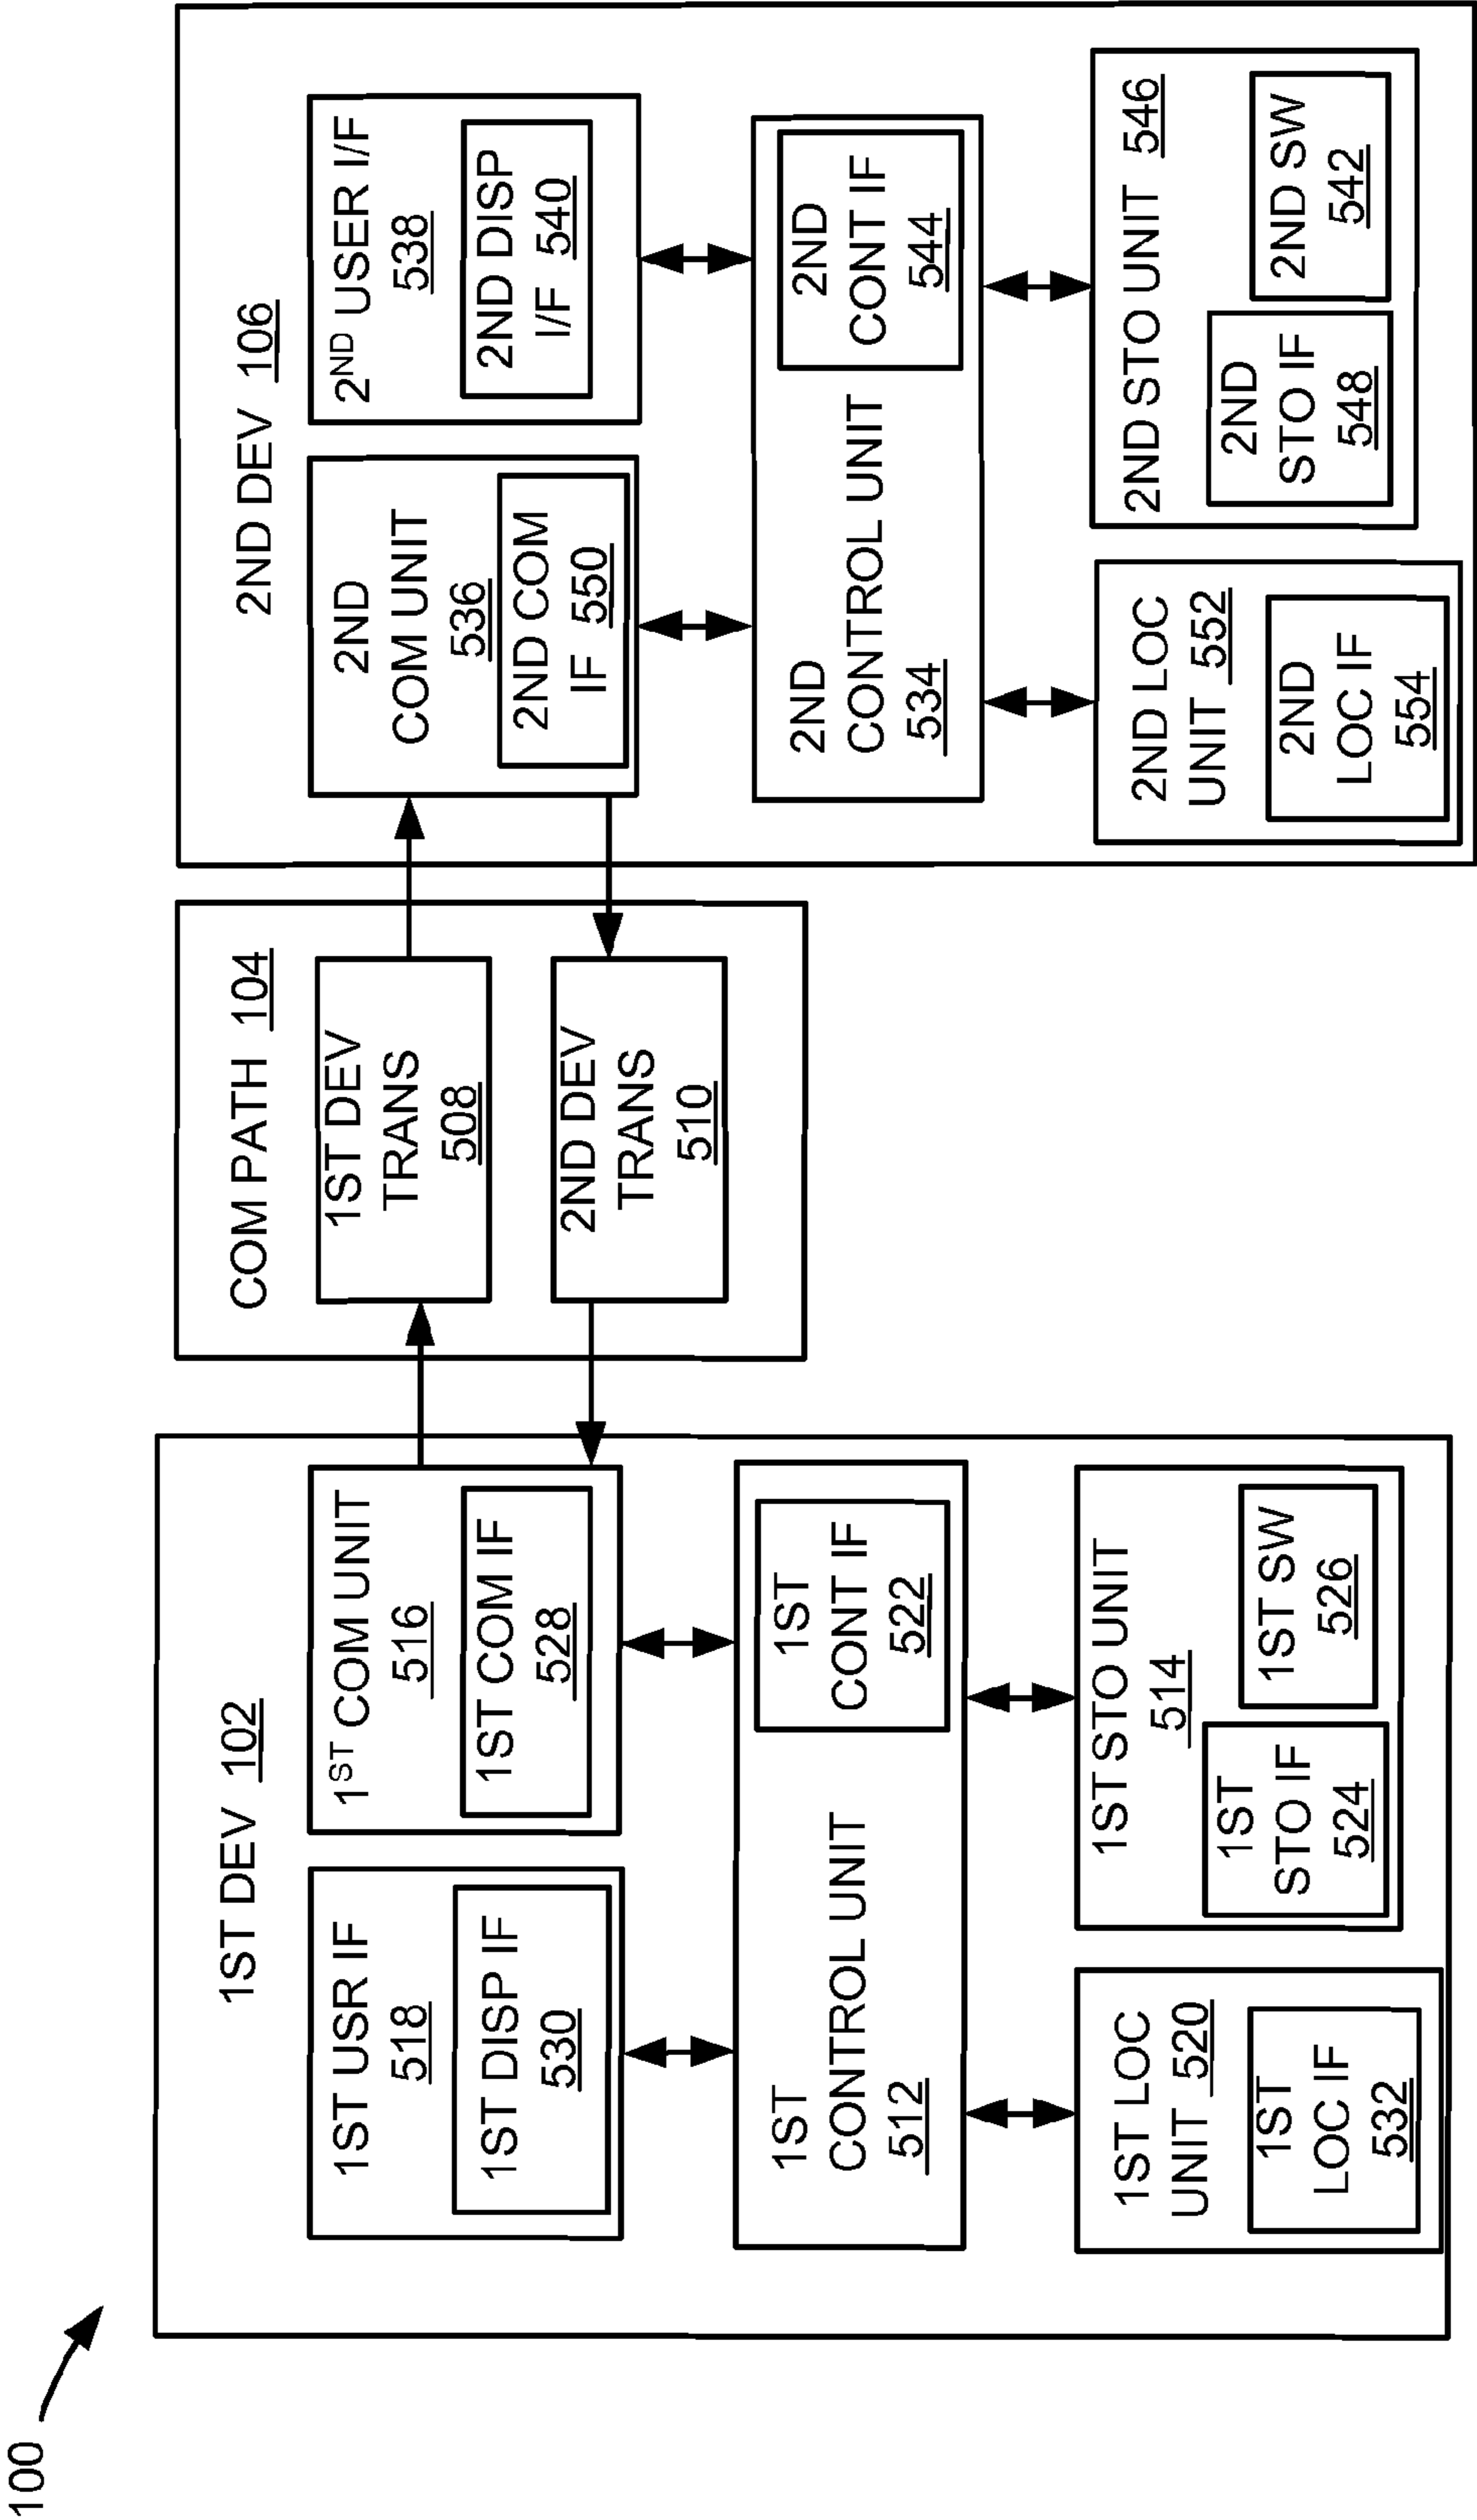 100
1ST DEV 102
1ST USR IF
518
1ST DISP IF
530
1ST COM UNIT
516
1ST COM IF
528
1ST
CONTROL UNIT
512
1ST
CONT IF
522
1ST LOC
UNIT 520
1ST
LOC IF
532
1ST STO UNIT
514
1ST
STO IF
524
1ST SW
526
COM PATH 104
1ST DEV
TRANS
508
2ND DEV
TRANS
510
2ND DEV 106
2ND
COM UNIT
536
2ND COM
IF 550
2ND USER I/F
538
2ND DISP
I/F 540
2ND
CONTROL UNIT
534
2ND
CONT IF
544
2ND LOC
UNIT 552
2ND
LOC IF
554
2ND STO UNIT 546
2ND
STO IF
548
2ND SW
542